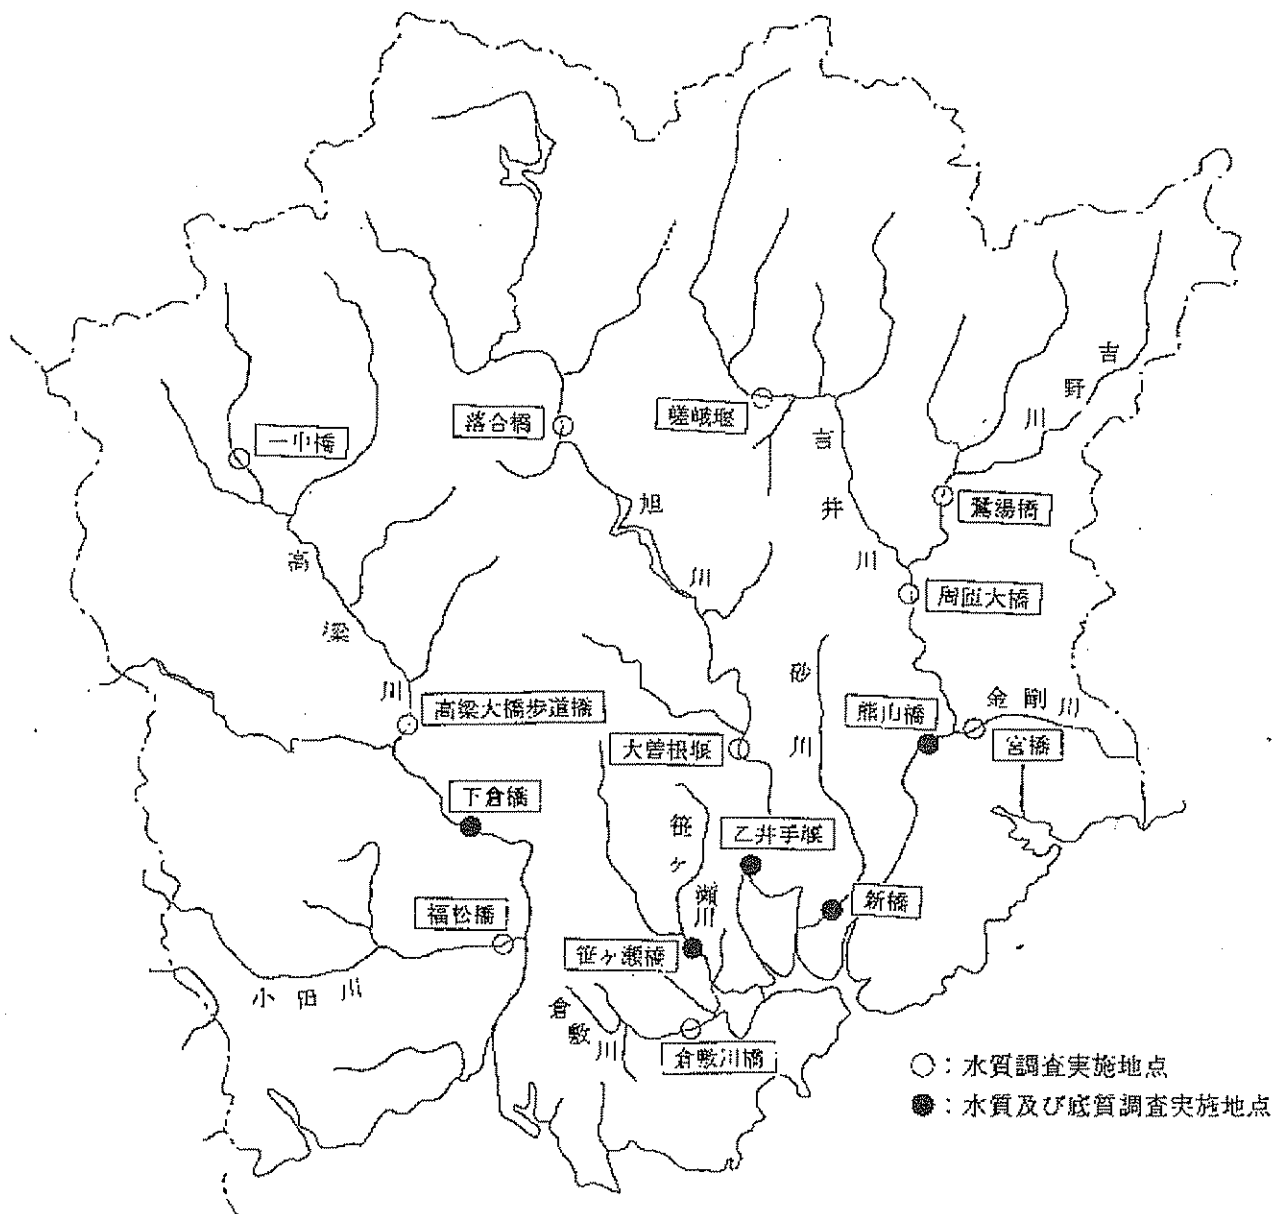 一中橋
落合橋
嵯峨堰
吉野川
鷺湯橋
吉井川
旭川
高梁川
周匝大橋
砂川
金剛川
高梁大橋歩道橋
熊山橋
宮橋
大曽根堰
下倉橋
笹ヶ瀬川
乙井手堰
新橋
福松橋
笹ヶ瀬橋
小田川
倉敷川
倉敷川橋
○：水質調査実施地点
●：水質及び底質調査実施地点